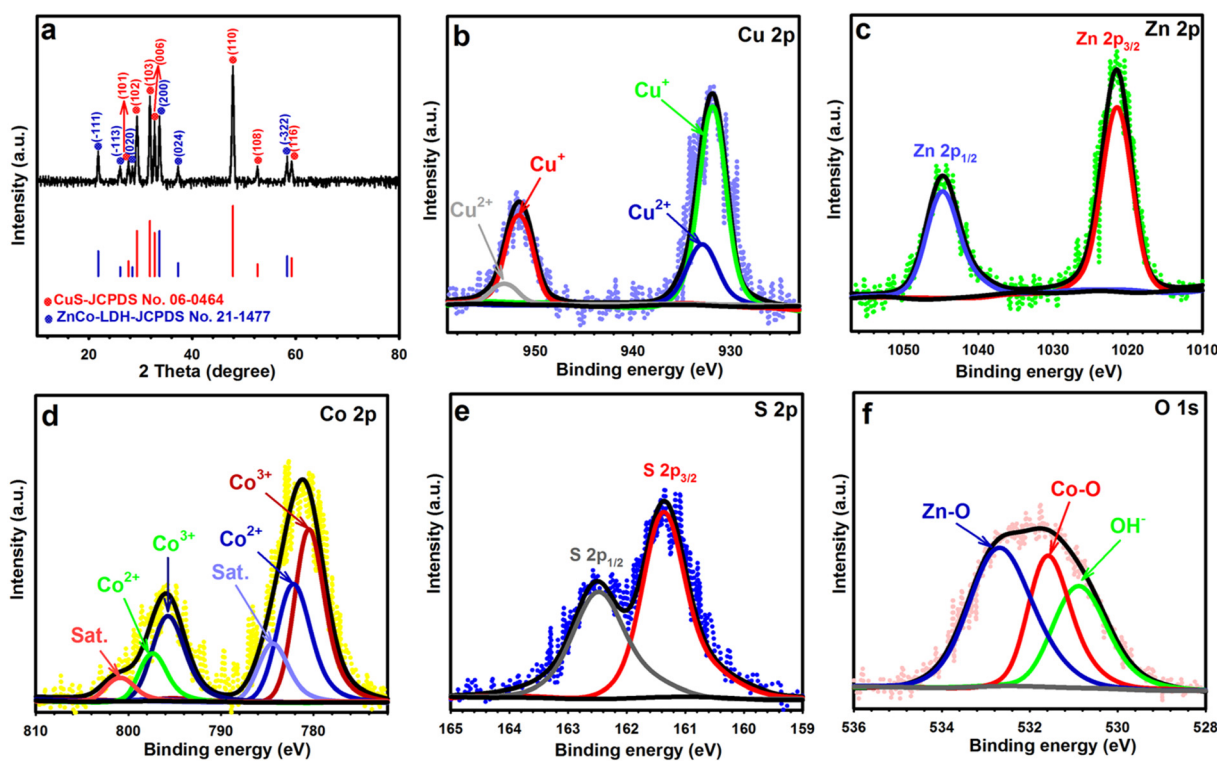 a
(-111)
(-113)
(101)
(020)
(102)
(103)
(006)
(200)
(024)
(110)
(108)
(-322)
(116)
CuS-JCPDS No. 06-0464
ZnCo-LDH-JCPDS No. 21-1477
Intensity (a.u.)
20 40 60 80
2 Theta (degree)
b
Cu 2p
Cu⁺
Cu⁺
Cu²⁺
Cu²⁺
Intensity (a.u.)
950 940 930
Binding energy (eV)
c
Zn 2p
Zn 2p₃/₂
Zn 2p₁/₂
Intensity (a.u.)
1050 1040 1030 1020 1010
Binding energy (eV)
d
Co 2p
Co³⁺
Co²⁺
Sat.
Co³⁺
Co²⁺
Sat.
Intensity (a.u.)
810 800 790 780
Binding energy (eV)
e
S 2p
S 2p₃/₂
S 2p₁/₂
Intensity (a.u.)
165 164 163 162 161 160 159
Binding energy (eV)
f
O 1s
Co-O
Zn-O
OH⁻
Intensity (a.u.)
536 534 532 530 528
Binding energy (eV)